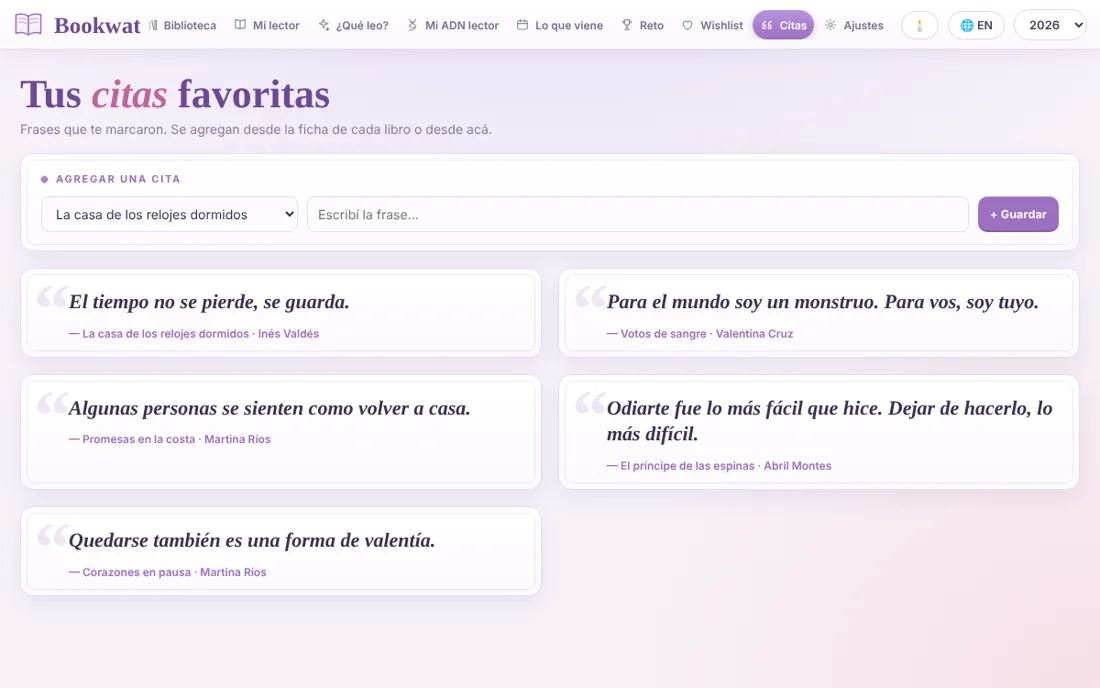 Bookwat
Biblioteca
Mi lector
¿Qué leo?
Mi ADN lector
Lo que viene
Reto
Wishlist
Citas
Ajustes
EN
2026
Tus citas favoritas
Frases que te marcaron. Se agregan desde la ficha de cada libro o desde acá.
AGREGAR UNA CITA
La casa de los relojes dormidos
Escribí la frase...
+ Guardar
El tiempo no se pierde, se guarda.
— La casa de los relojes dormidos · Inés Valdés
Para el mundo soy un monstruo. Para vos, soy tuyo.
— Votos de sangre · Valentina Cruz
Algunas personas se sienten como volver a casa.
— Promesas en la costa · Martina Ríos
Odiarte fue lo más fácil que hice. Dejar de hacerlo, lo
más difícil.
— El príncipe de las espinas · Abril Montes
Quedarse también es una forma de valentía.
— Corazones en pausa · Martina Ríos